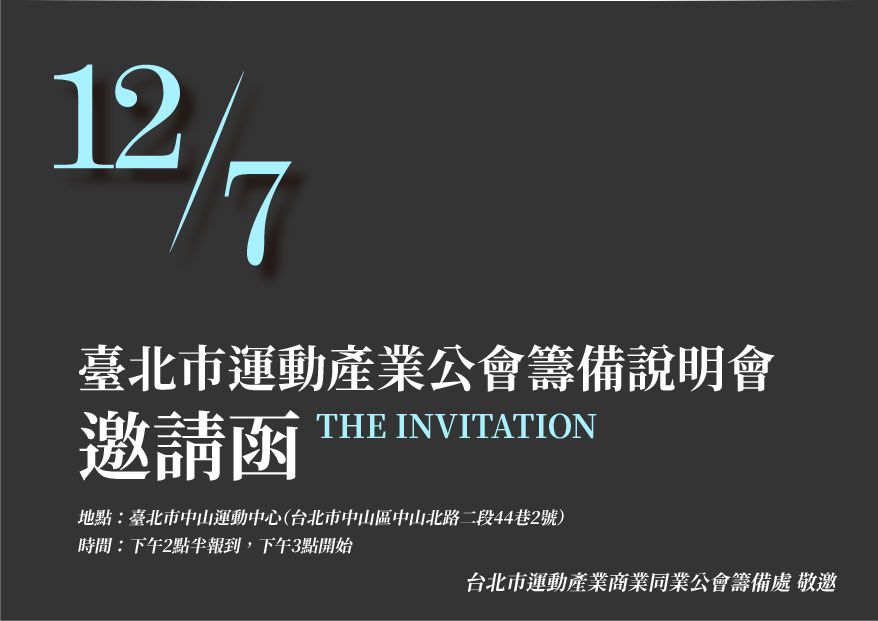 12/7
臺北市運動產業公會籌備說明會
邀請函 THE INVITATION
地點：臺北市中山運動中心(台北市中山區中山北路二段44巷2號)
時間：下午2點半報到，下午3點開始
台北市運動產業商業同業公會籌備處 敬邀